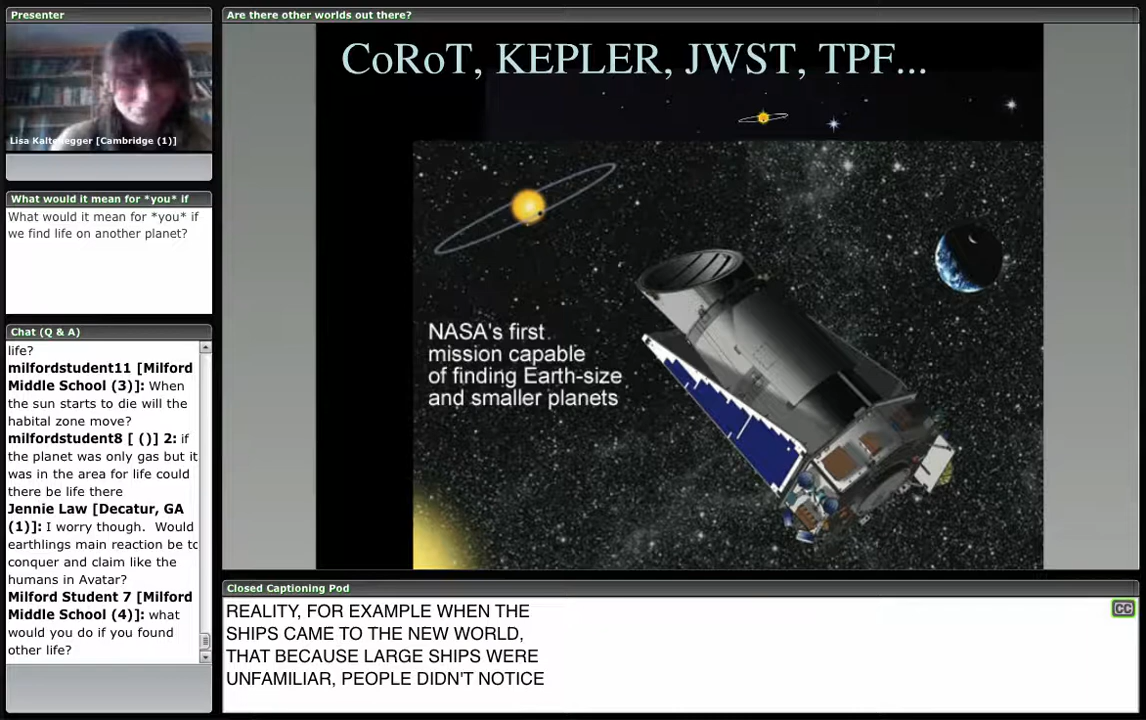 Presenter
Lisa Kaltenegger [Cambridge (1)]
What would it mean for *you* if
What would it mean for *you* if
we find life on another planet?
Chat (Q & A)
life?
milfordstudent11 [Milford
Middle School (3)]: When
the sun starts to die will the
habital zone move?
milfordstudent8 [ ()] 2: if
the planet was only gas but it
was in the area for life could
there be life there
Jennie Law [Decatur, GA
(1)]: I worry though. Would
earthlings main reaction be to
conquer and claim like the
humans in Avatar?
Milford Student 7 [Milford
Middle School (4)]: what
would you do if you found
other life?
Are there other worlds out there?
CoRoT, KEPLER, JWST, TPF...
NASA's first
mission capable
of finding Earth-size
and smaller planets
Closed Captioning Pod
REALITY, FOR EXAMPLE WHEN THE
SHIPS CAME TO THE NEW WORLD,
THAT BECAUSE LARGE SHIPS WERE
UNFAMILIAR, PEOPLE DIDN'T NOTICE
CC